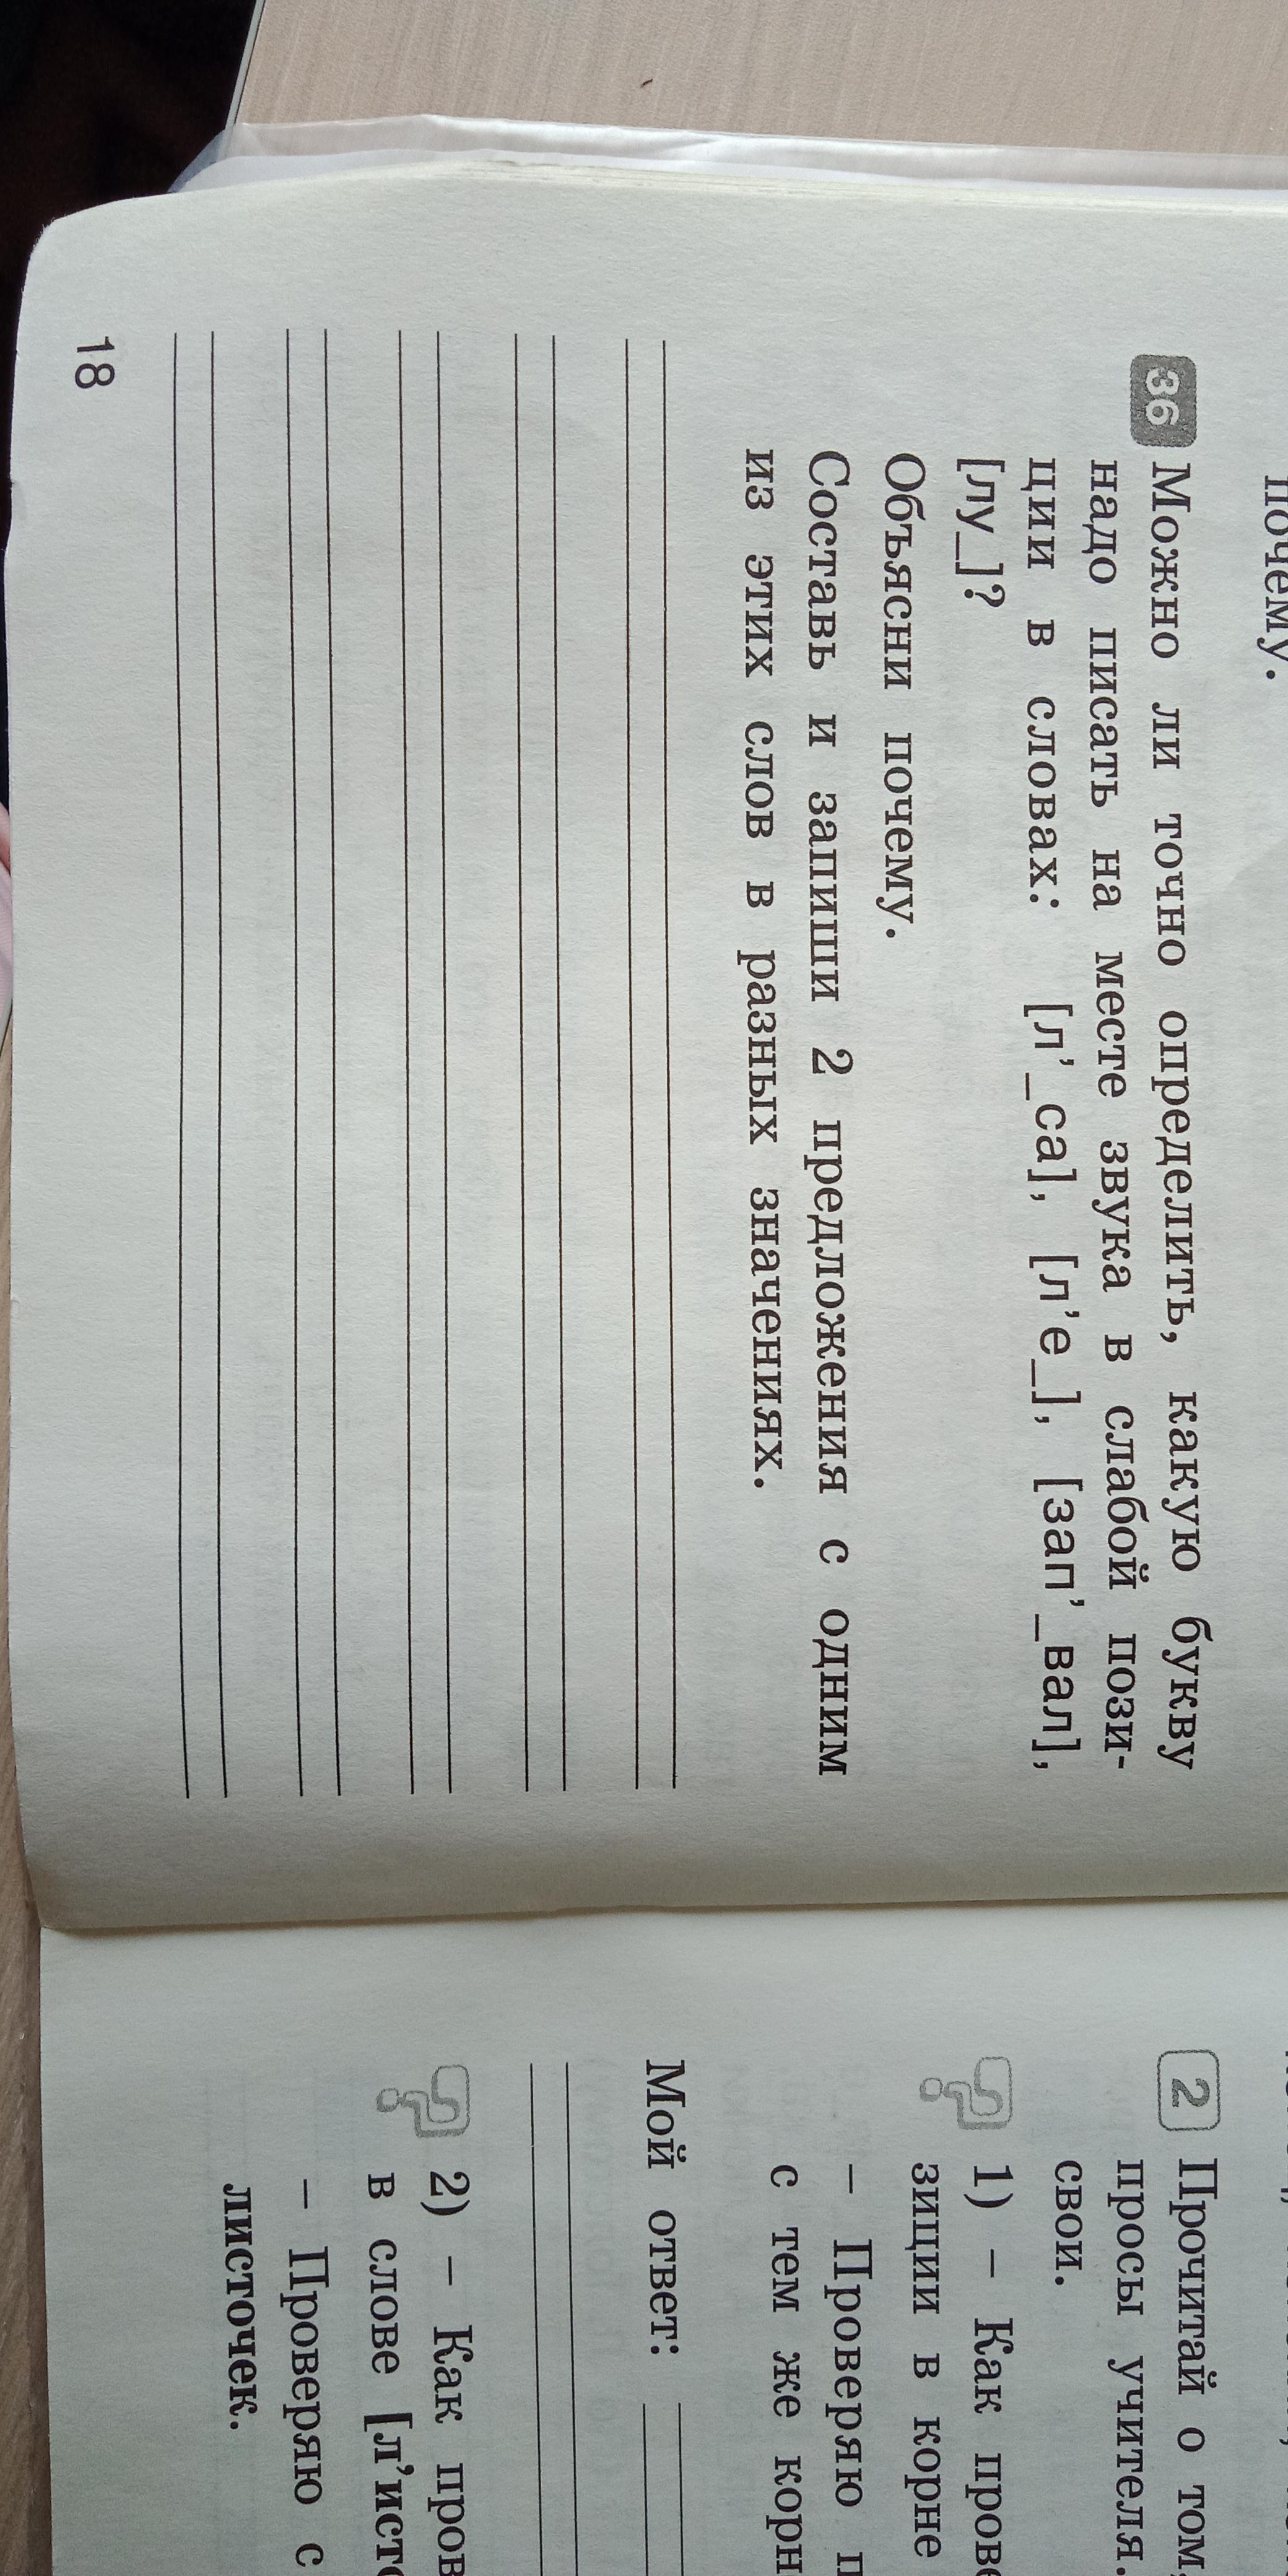 почему.
36 Можно ли точно определить, какую букву
надо писать на месте звука в слабой пози-
ции в словах: [л’_са], [л’е_], [зап’_вал],
[лу_]?
Объясни почему.
Составь и запиши 2 предложения с одним
из этих слов в разных значениях.
18
2 Прочитай о том,
просы учителя.
свои.
1) – Как прове
зиции в корне
– Проверяю п
с тем же корн
Мой ответ:
2) – Как пров
в слове [л’исто
– Проверяю с
листочек.